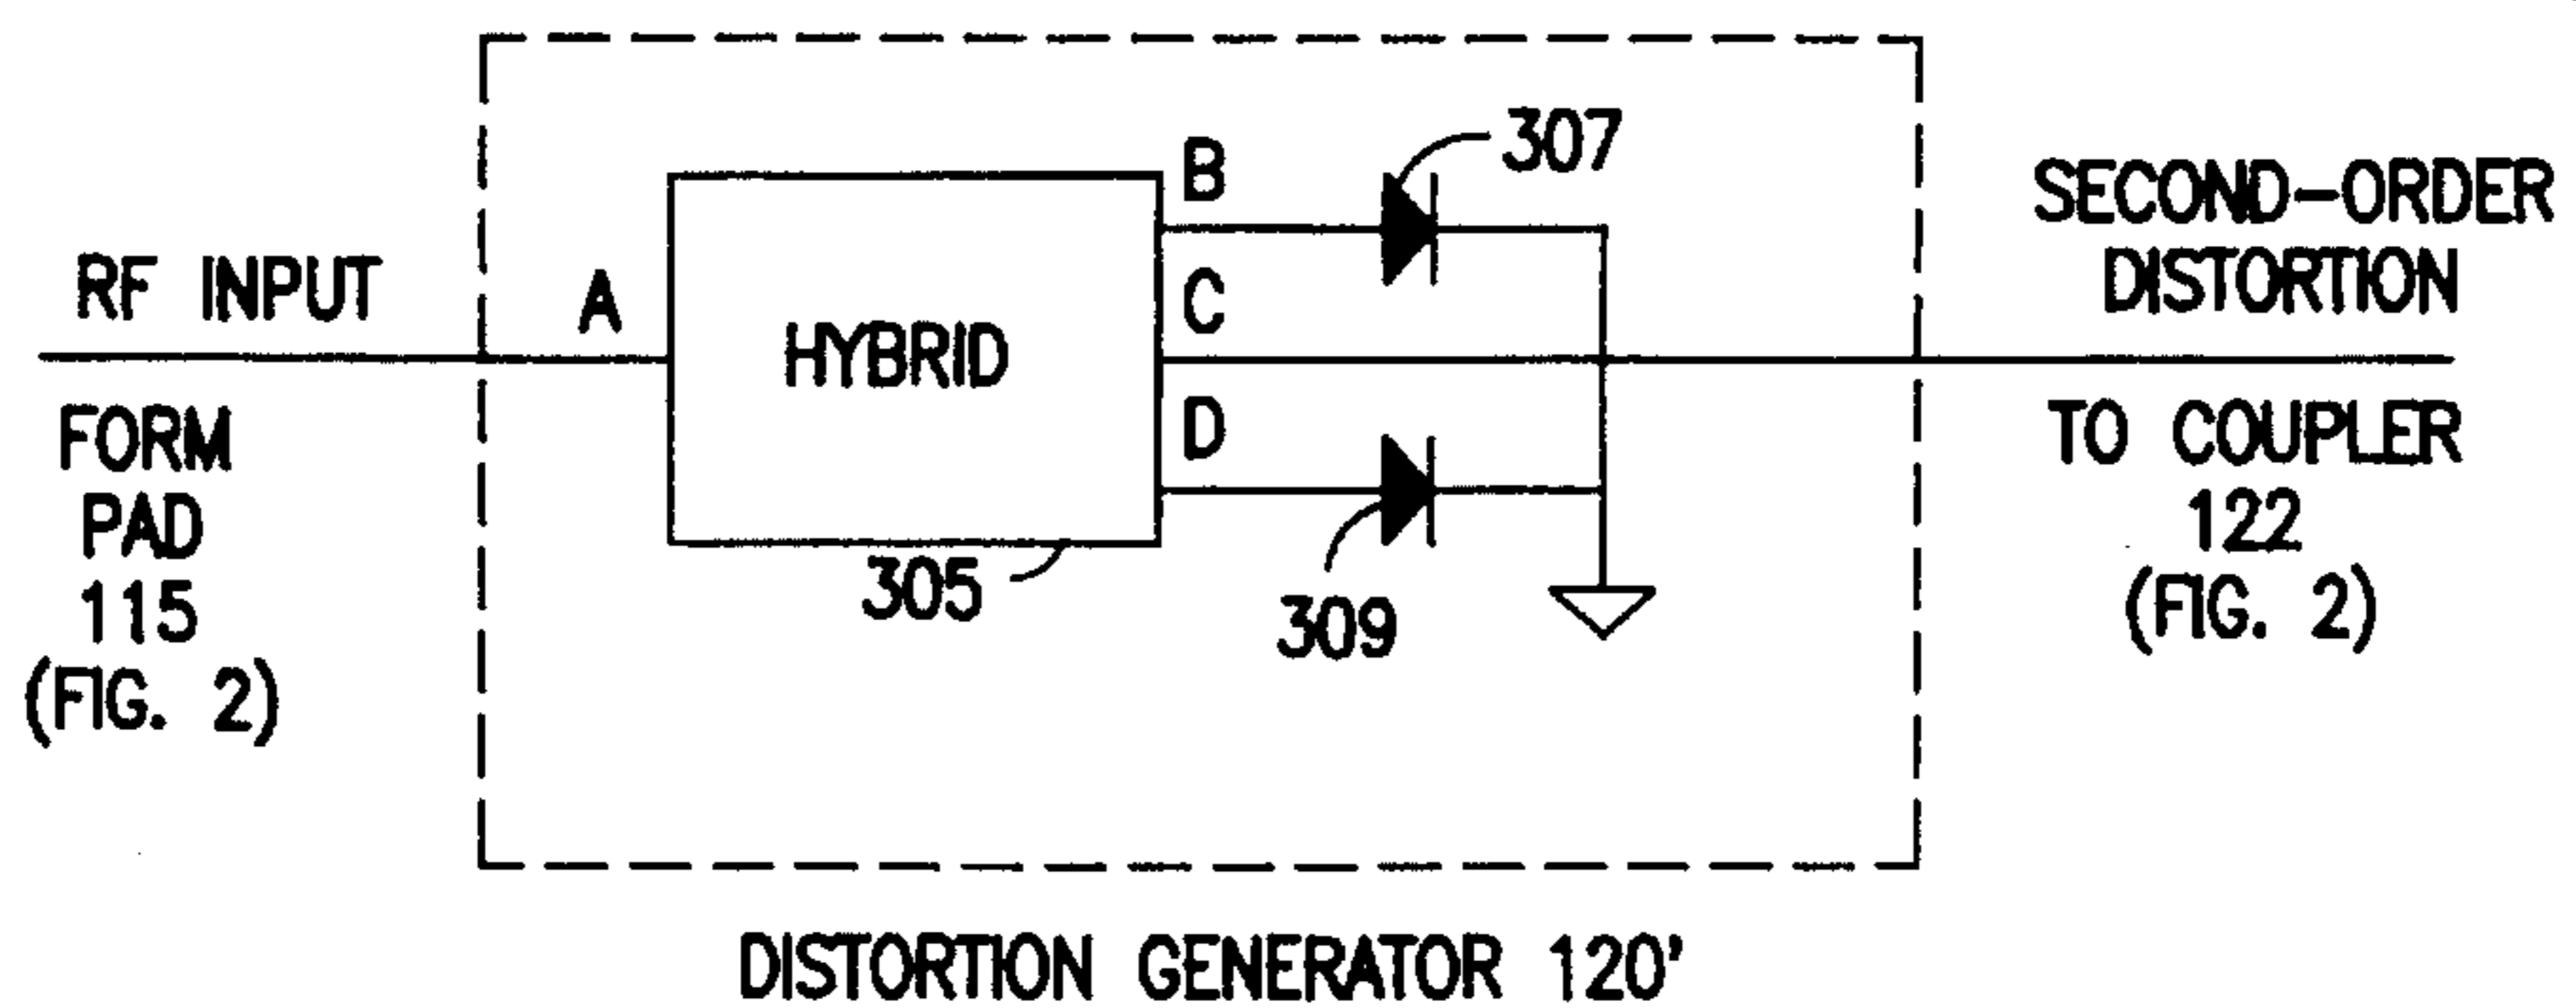 RF INPUT
FORM
PAD
115
(FIG. 2)
A
HYBRID
305
B
C
D
307
309
SECOND-ORDER
DISTORTION
TO COUPLER
122
(FIG. 2)
DISTORTION GENERATOR 120'